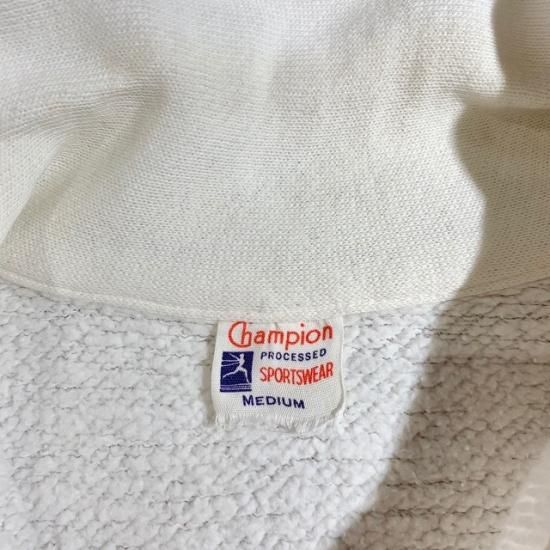 Champion
PROCESSED
SPORTSWEAR
MEDIUM